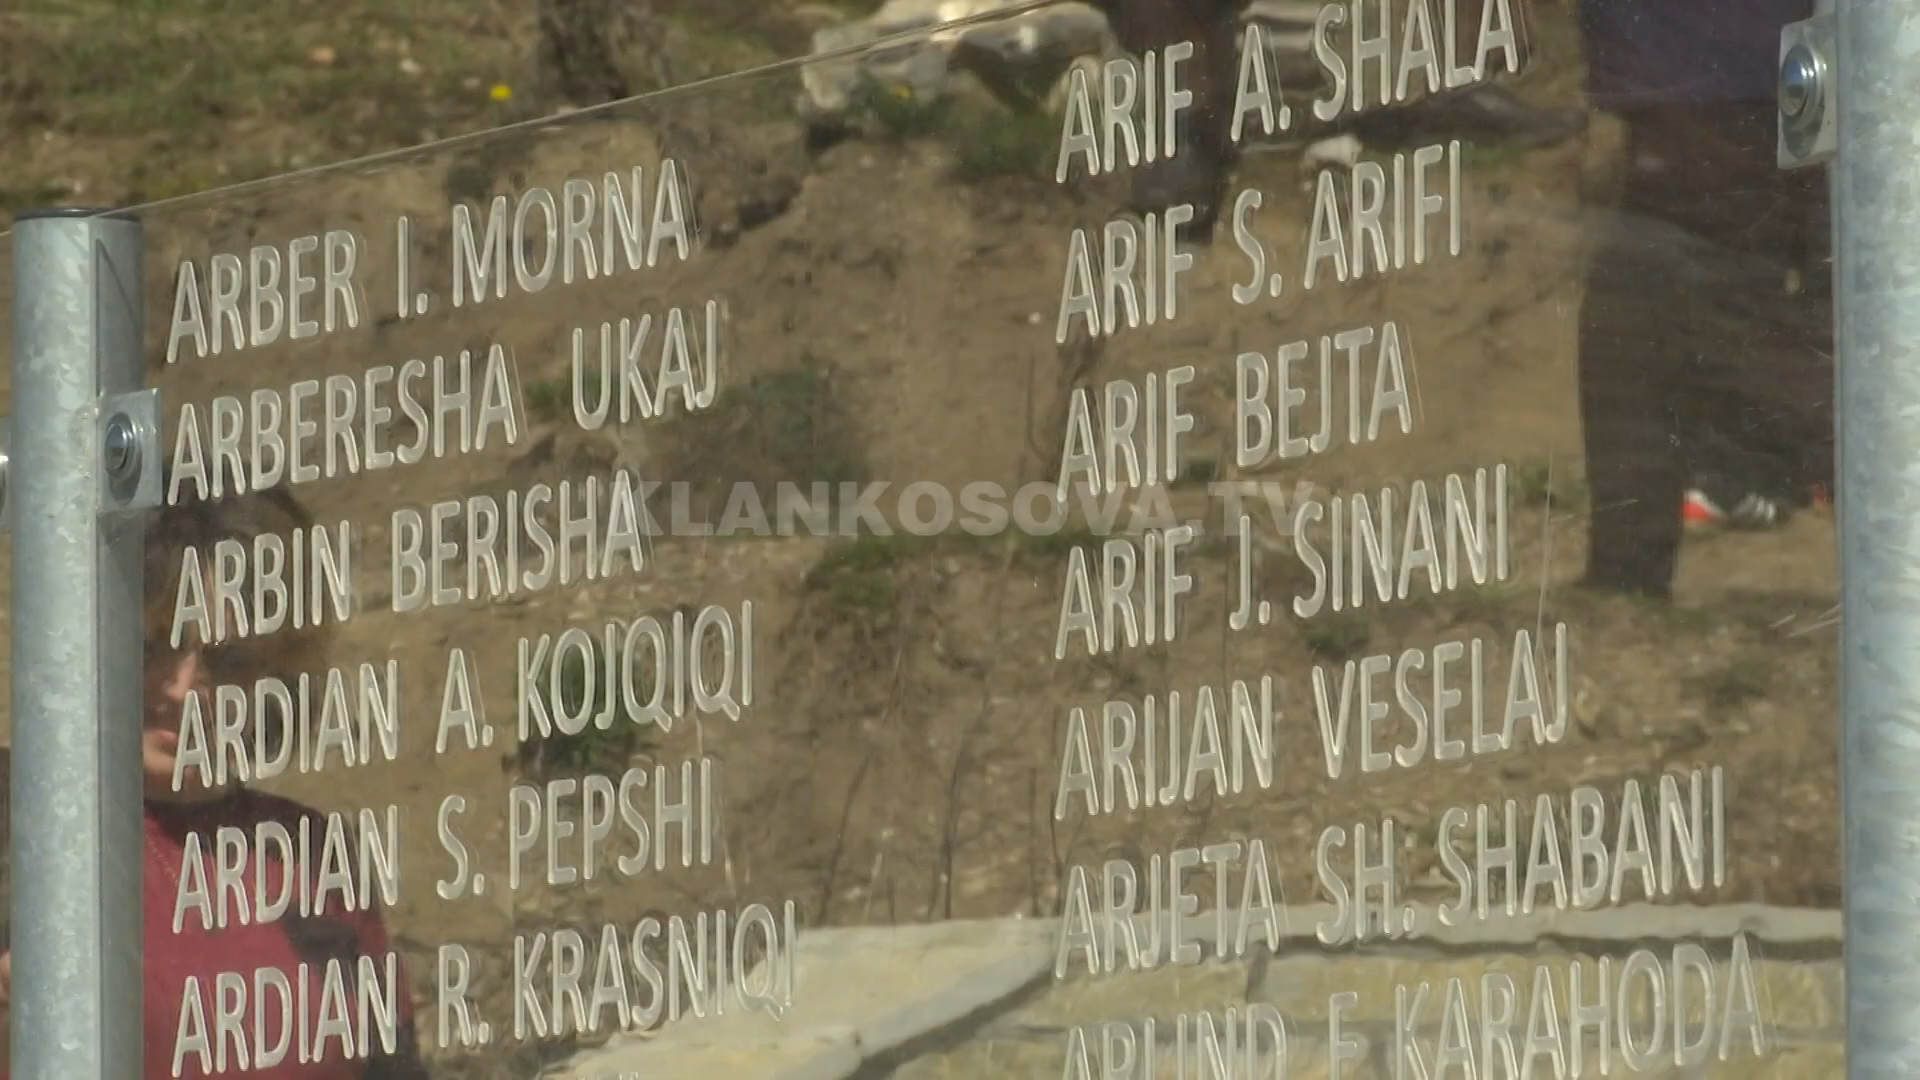 ARBER I. MORNA
ARBERESHA UKAJ
ARBIN BERISHA
ARDIAN A. KOJQIQI
ARDIAN S. PEPSHI
ARDIAN R. KRASNIQI
ARIF A. SHALA
ARIF S. ARIFI
ARIF BEJTA
ARIF J. SINANI
ARIJAN VESELAJ
ARJETA SH. SHABANI
KARAHODA
KLANKOSOVA.TV